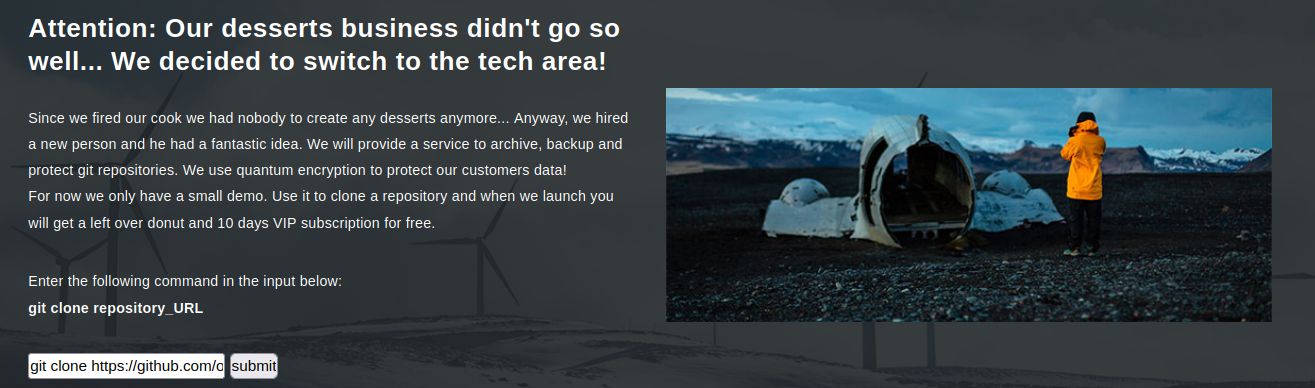 Attention: Our desserts business didn't go so
well... We decided to switch to the tech area!
Since we fired our cook we had nobody to create any desserts anymore... Anyway, we hired
a new person and he had a fantastic idea. We will provide a service to archive, backup and
protect git repositories. We use quantum encryption to protect our customers data!
For now we only have a small demo. Use it to clone a repository and when we launch you
will get a left over donut and 10 days VIP subscription for free.
Enter the following command in the input below:
git clone repository_URL
git clone https://github.com/c submit